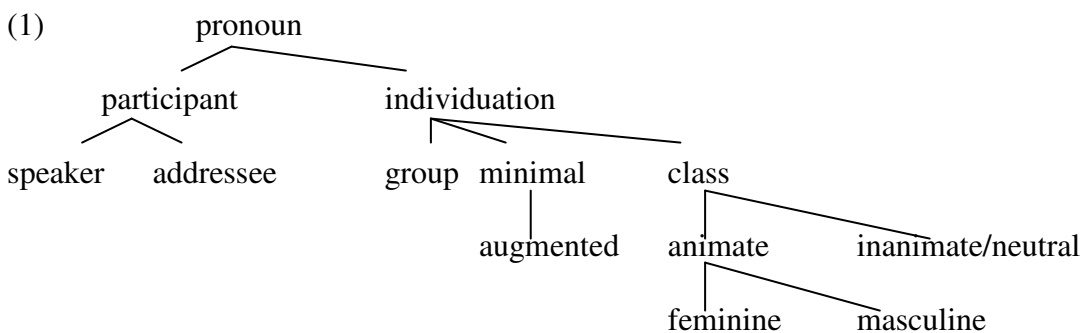 (1) pronoun
participant individuation
speaker addressee group minimal class
augmented animate inanimate/neutral
feminine masculine